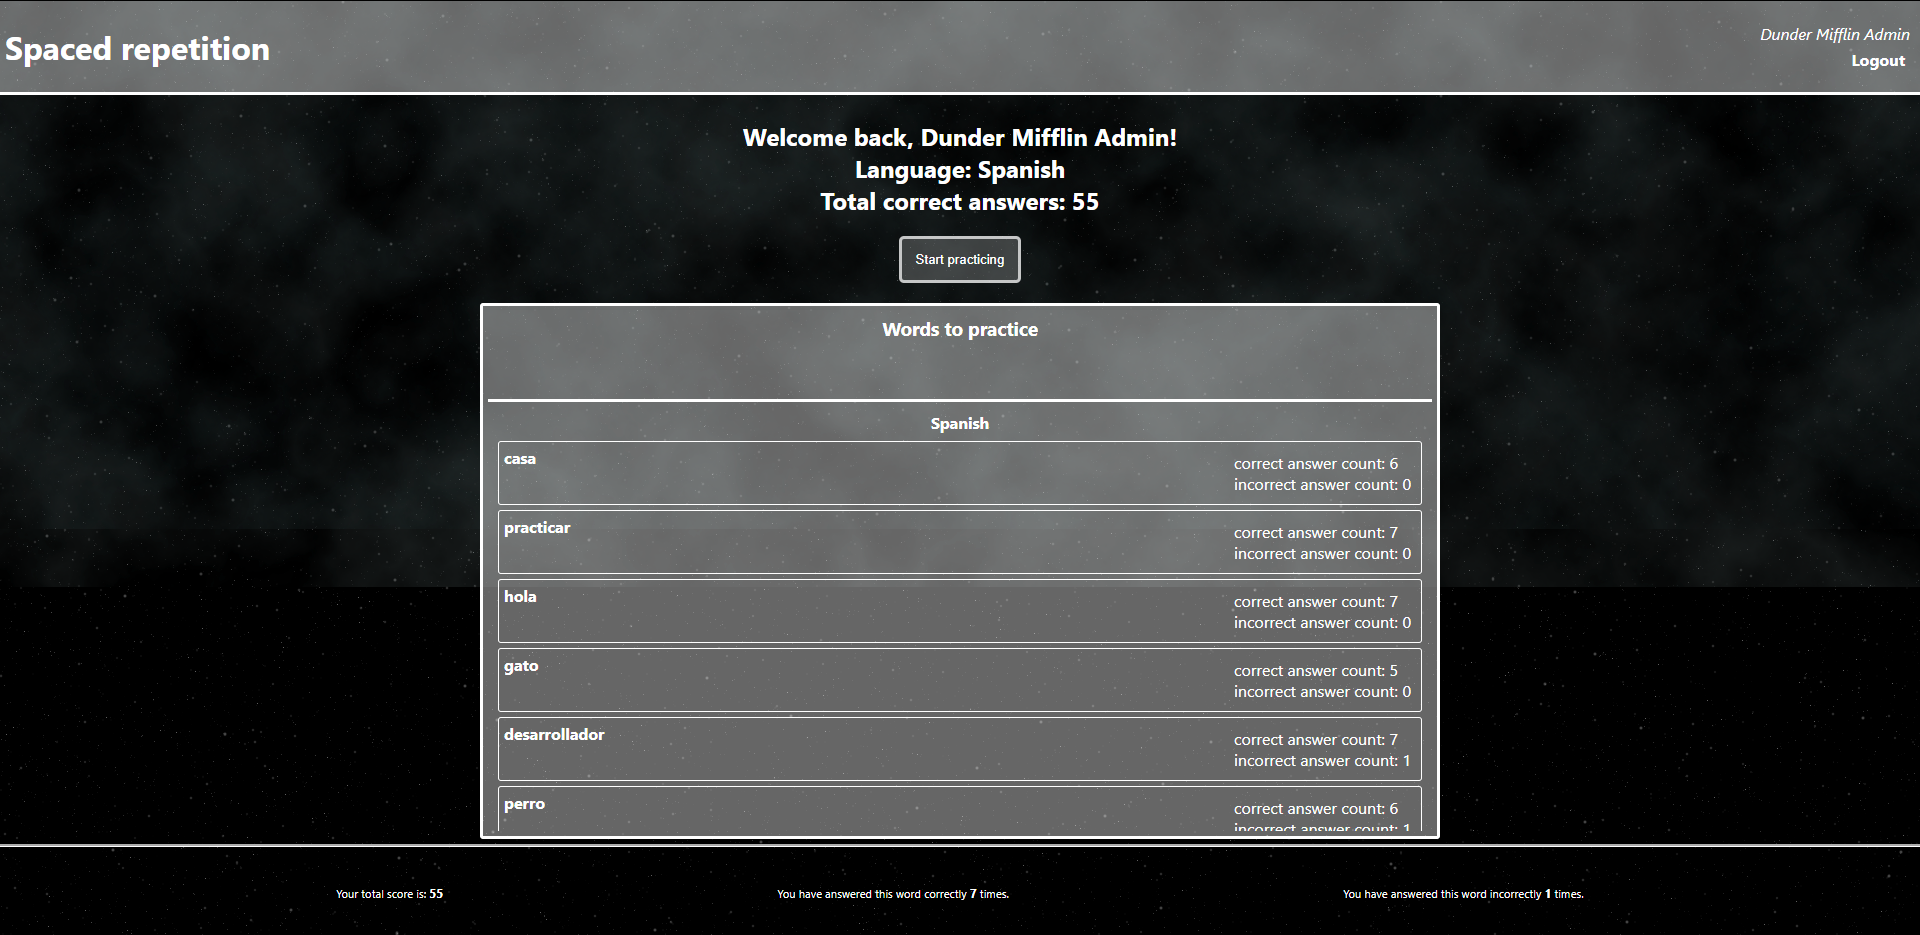 Spaced repetition
Dunder Mifflin Admin
Logout
Welcome back, Dunder Mifflin Admin!
Language: Spanish
Total correct answers: 55
Start practicing
Words to practice
Spanish
casa
correct answer count: 6
incorrect answer count: 0
practicar
correct answer count: 7
incorrect answer count: 0
hola
correct answer count: 7
incorrect answer count: 0
gato
correct answer count: 5
incorrect answer count: 0
desarrollador
correct answer count: 7
incorrect answer count: 1
perro
correct answer count: 6
incorrect answer count: 1
Your total score is: 55
You have answered this word correctly 7 times.
You have answered this word incorrectly 1 times.